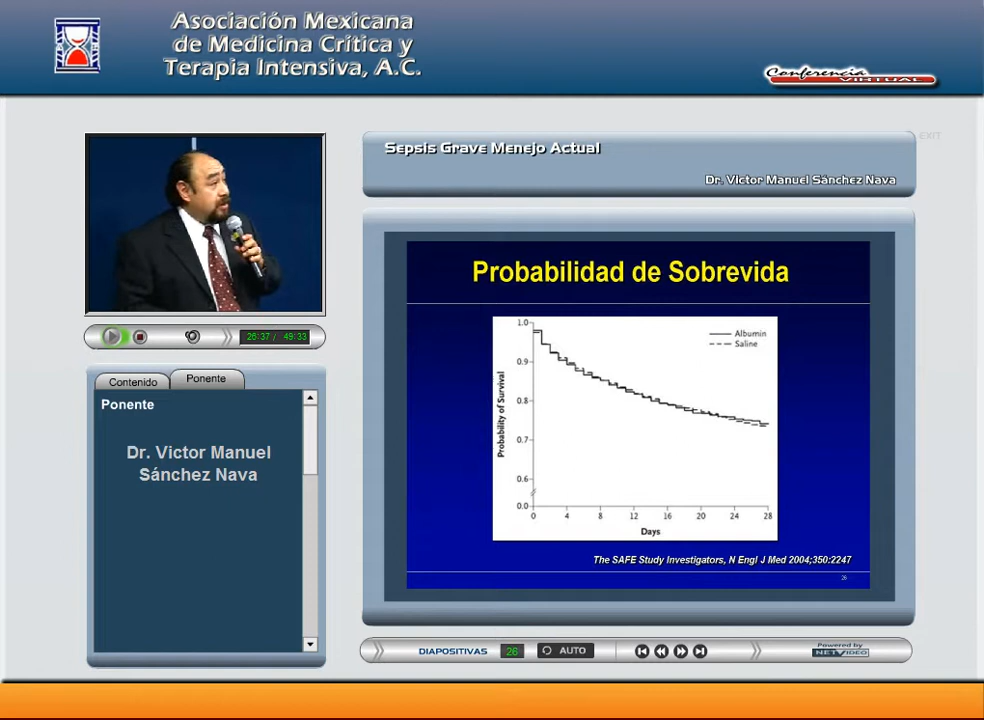 Asociación Mexicana
de Medicina Crítica y
Terapia Intensiva, A.C.
Conferencia
VIRTUAL
EXIT
Sepsis Grave Menejo Actual
Dr. Victor Manuel Sánchez Nava
26:37 / 49:33
Contenido
Ponente
Ponente
Dr. Victor Manuel
Sánchez Nava
Probabilidad de Sobrevida
Albumin
Saline
Probability of Survival
1.0
0.9
0.8
0.7
0.6
0.0
0 4 8 12 16 20 24 28
Days
The SAFE Study Investigators, N Engl J Med 2004;350:2247
26
DIAPOSITIVAS 26 AUTO
Powered by
NETVIDEO